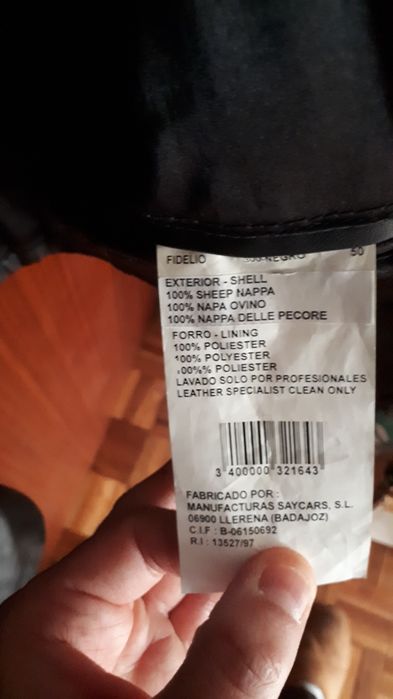 FIDELIO 300-NEGRO 50
EXTERIOR - SHELL
100% SHEEP NAPPA
100% NAPA OVINO
100% NAPPA DELLE PECORE
FORRO - LINING
100% POLIESTER
100% POLYESTER
100%% POLIESTER
LAVADO SOLO POR PROFESIONALES
LEATHER SPECIALIST CLEAN ONLY
3 400000 321643
FABRICADO POR :
MANUFACTURAS SAYCARS, S.L.
06900 LLERENA (BADAJOZ)
C.I.F : B-06150692
R.I : 13527/97